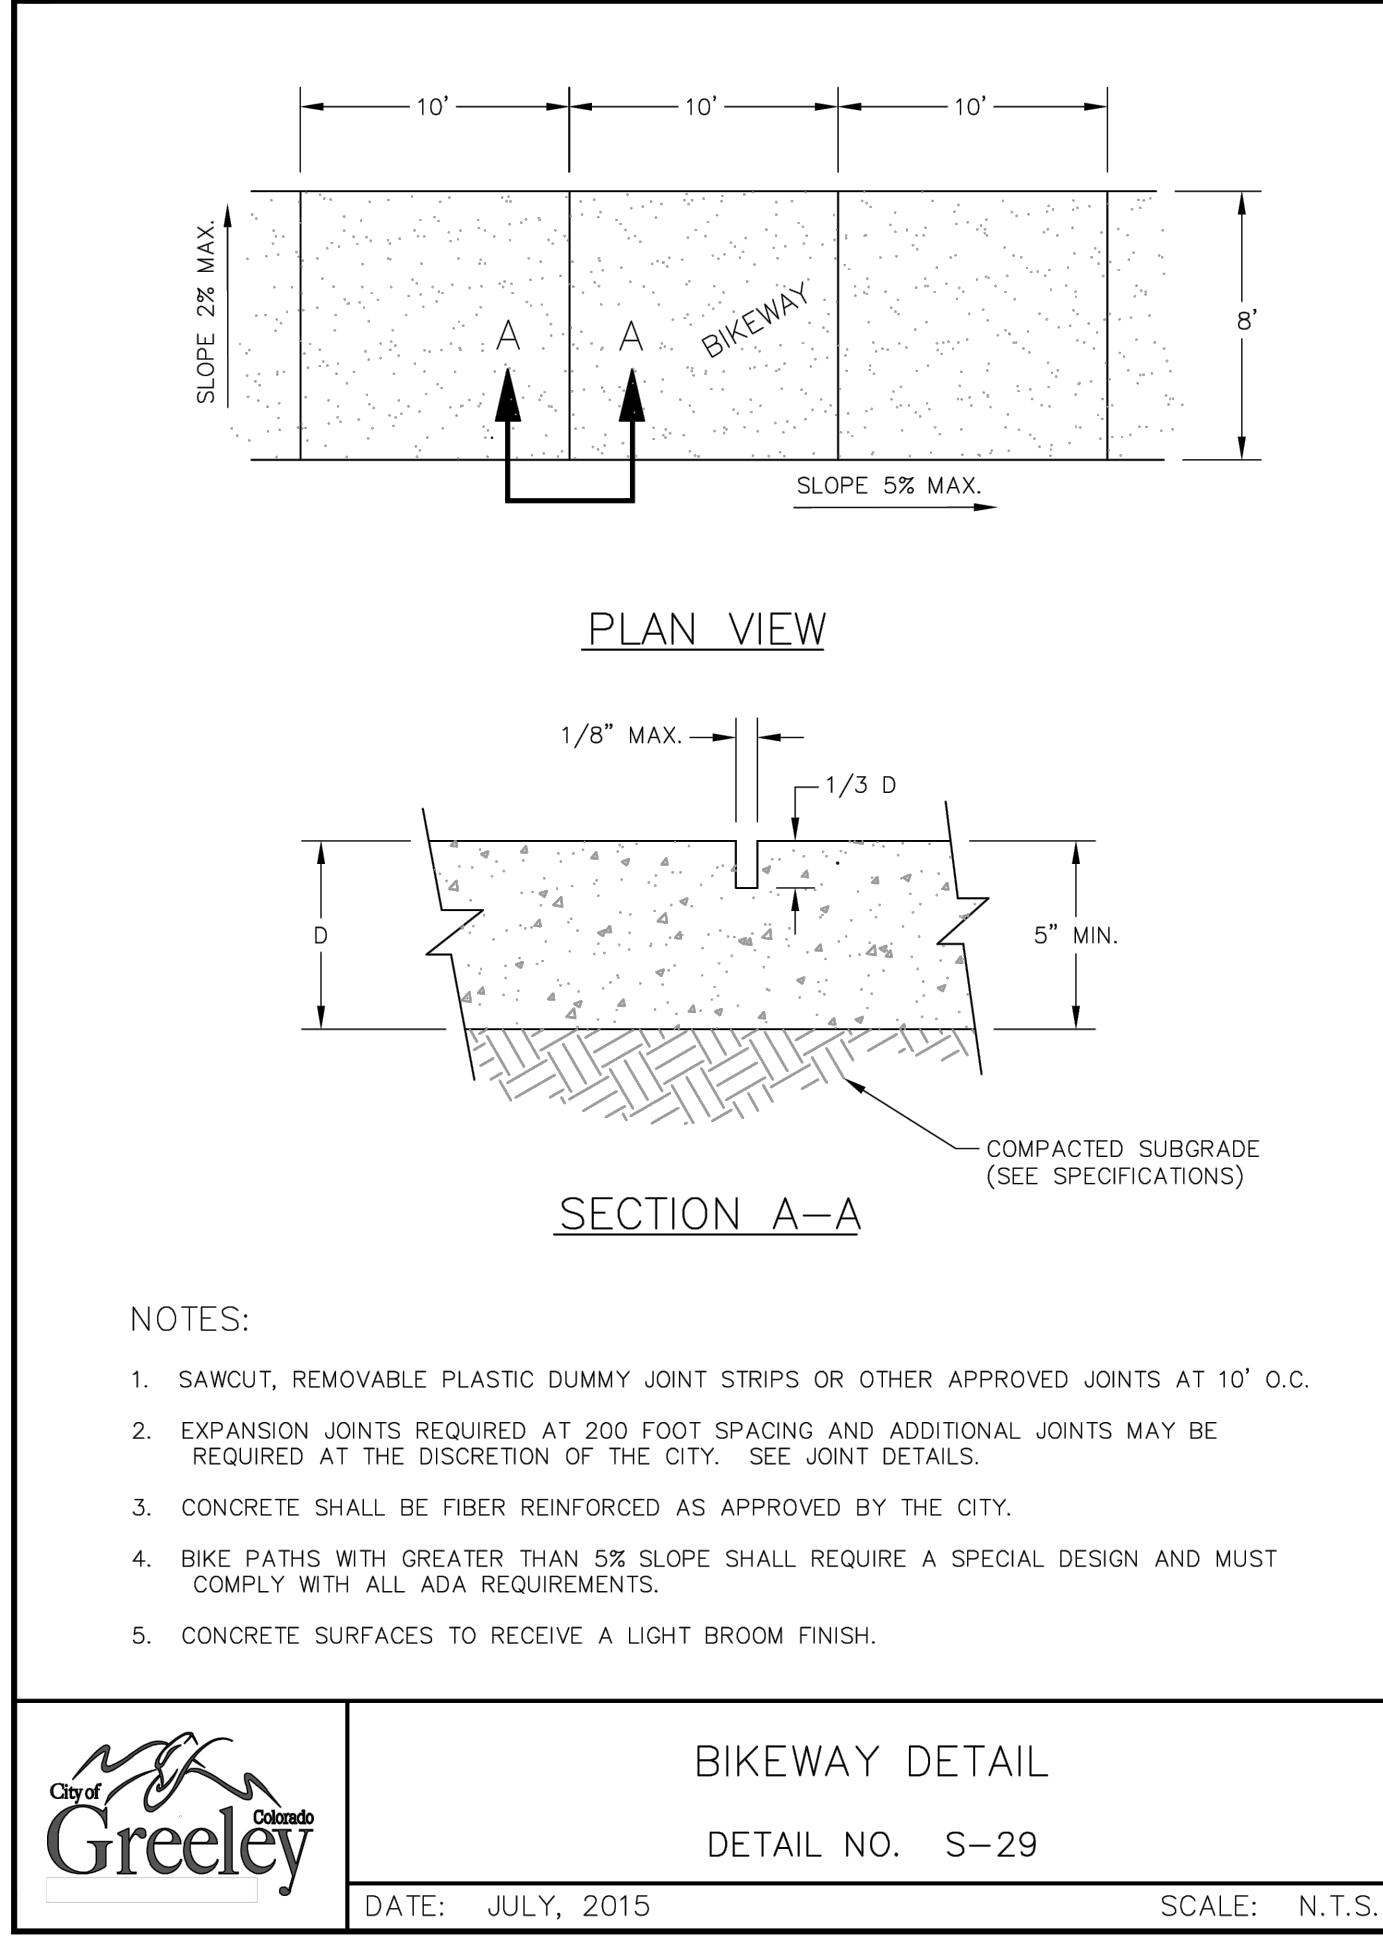 10' 10' 10'
SLOPE 2% MAX.
8'
A A BIKEWAY
SLOPE 5% MAX.
PLAN VIEW
1/8" MAX.
1/3 D
D
5" MIN.
COMPACTED SUBGRADE
(SEE SPECIFICATIONS)
SECTION A–A
NOTES:
1. SAWCUT, REMOVABLE PLASTIC DUMMY JOINT STRIPS OR OTHER APPROVED JOINTS AT 10' O.C.
2. EXPANSION JOINTS REQUIRED AT 200 FOOT SPACING AND ADDITIONAL JOINTS MAY BE
REQUIRED AT THE DISCRETION OF THE CITY. SEE JOINT DETAILS.
3. CONCRETE SHALL BE FIBER REINFORCED AS APPROVED BY THE CITY.
4. BIKE PATHS WITH GREATER THAN 5% SLOPE SHALL REQUIRE A SPECIAL DESIGN AND MUST
COMPLY WITH ALL ADA REQUIREMENTS.
5. CONCRETE SURFACES TO RECEIVE A LIGHT BROOM FINISH.
City of
Greeley
Colorado
BIKEWAY DETAIL
DETAIL NO. S–29
DATE: JULY, 2015
SCALE: N.T.S.